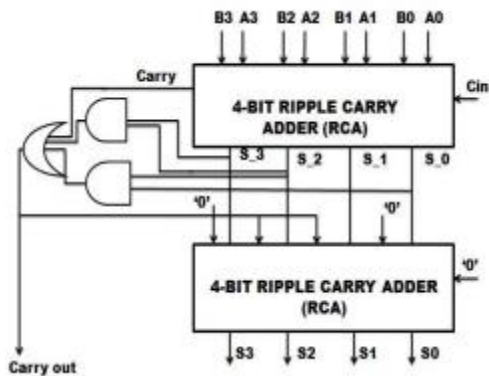 B3 A3 B2 A2 B1 A1 B0 A0
Carry
Cin
4-BIT RIPPLE CARRY
ADDER (RCA)
S_3 S_2 S_1 S_0
‘0’ ‘0’
‘0’
4-BIT RIPPLE CARRY ADDER
(RCA)
S3 S2 S1 S0
Carry out